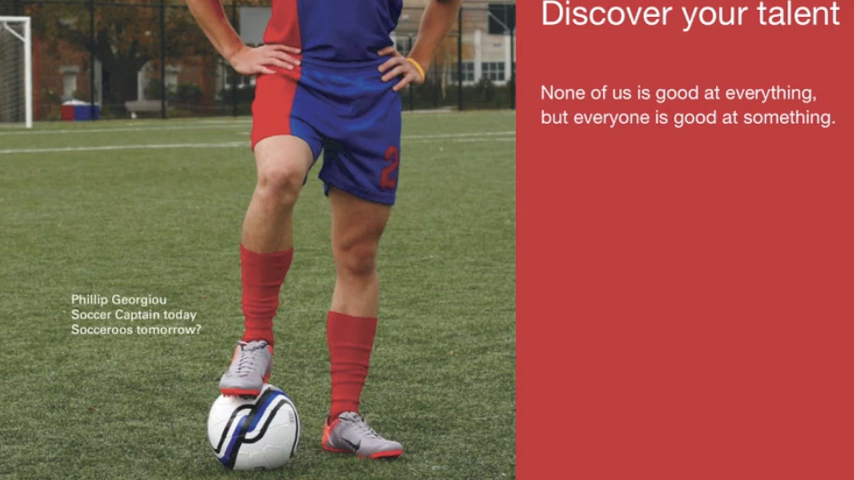 Discover your talent
None of us is good at everything,
but everyone is good at something.
2
Phillip Georgiou
Soccer Captain today
Socceroos tomorrow?